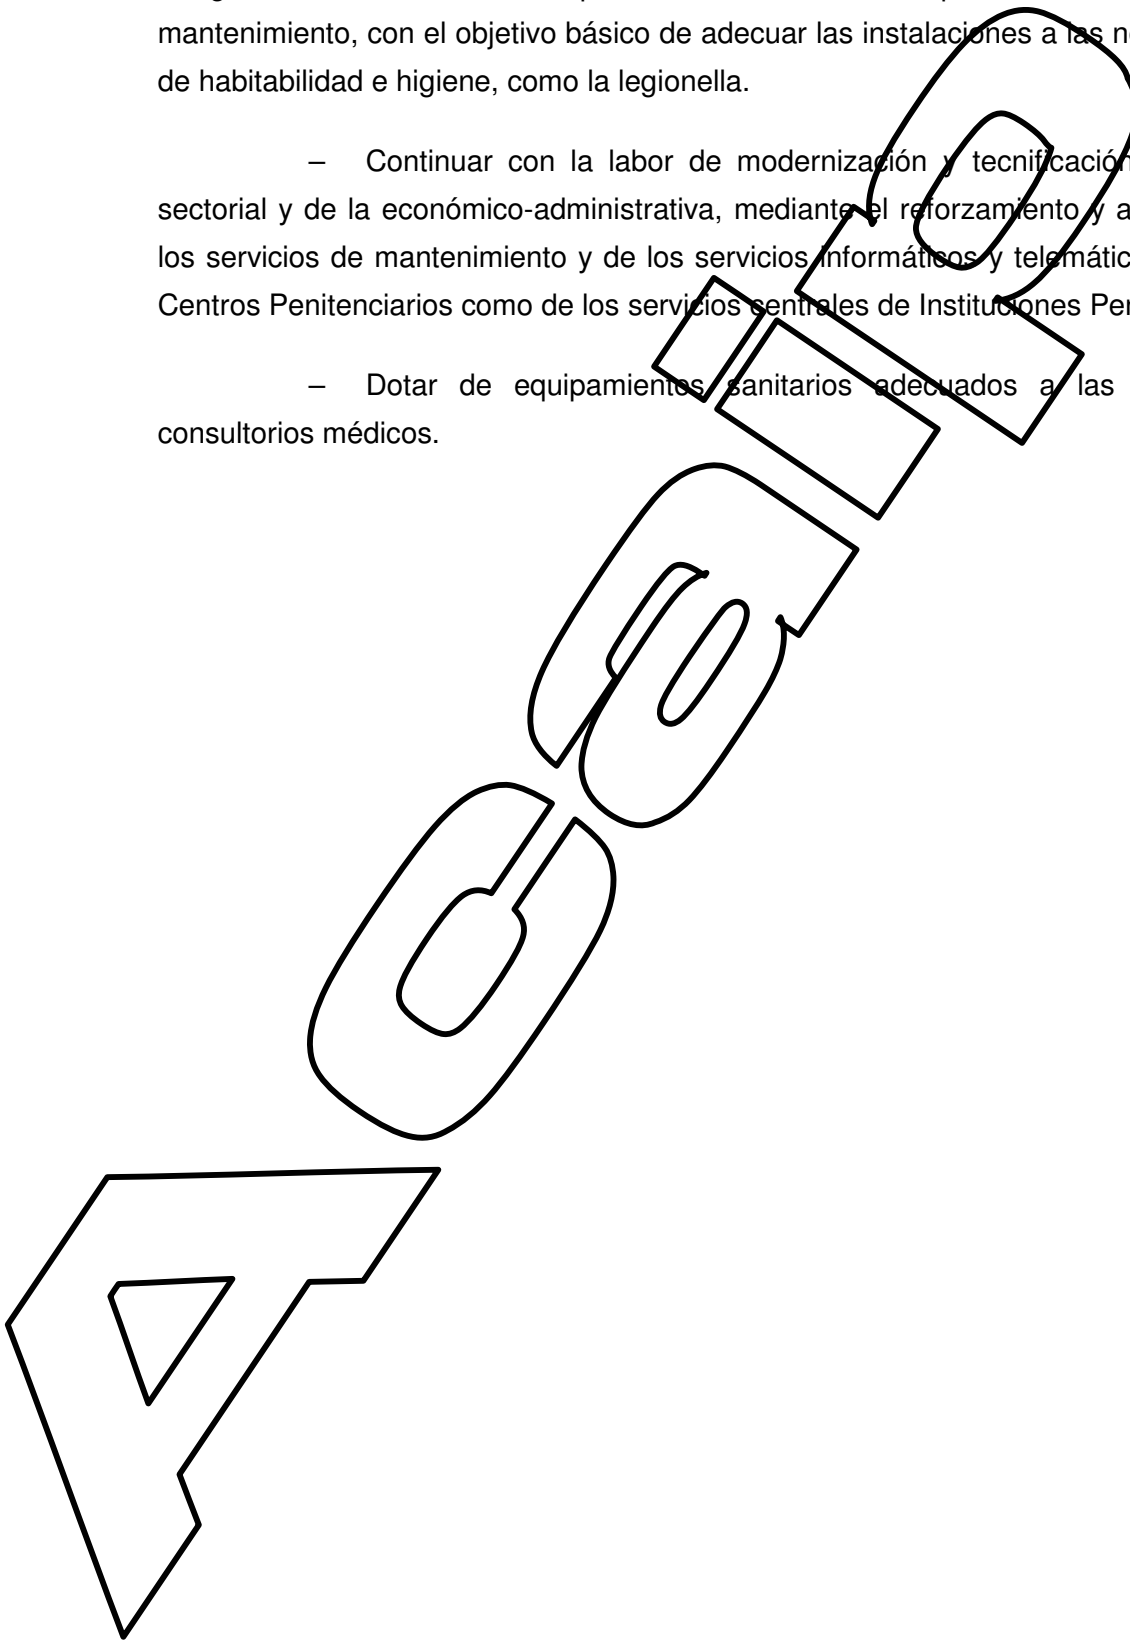 mantenimiento, con el objetivo básico de adecuar las instalaciones a las
de habitabilidad e higiene, como la legionella.
– Continuar con la labor de modernización y tecnificación
sectorial y de la económico-administrativa, mediante el reforzamiento y
los servicios de mantenimiento y de los servicios informáticos y
Centros Penitenciarios como de los servicios centrales de Instituciones
– Dotar de equipamientos sanitarios adecuados a las
consultorios médicos.